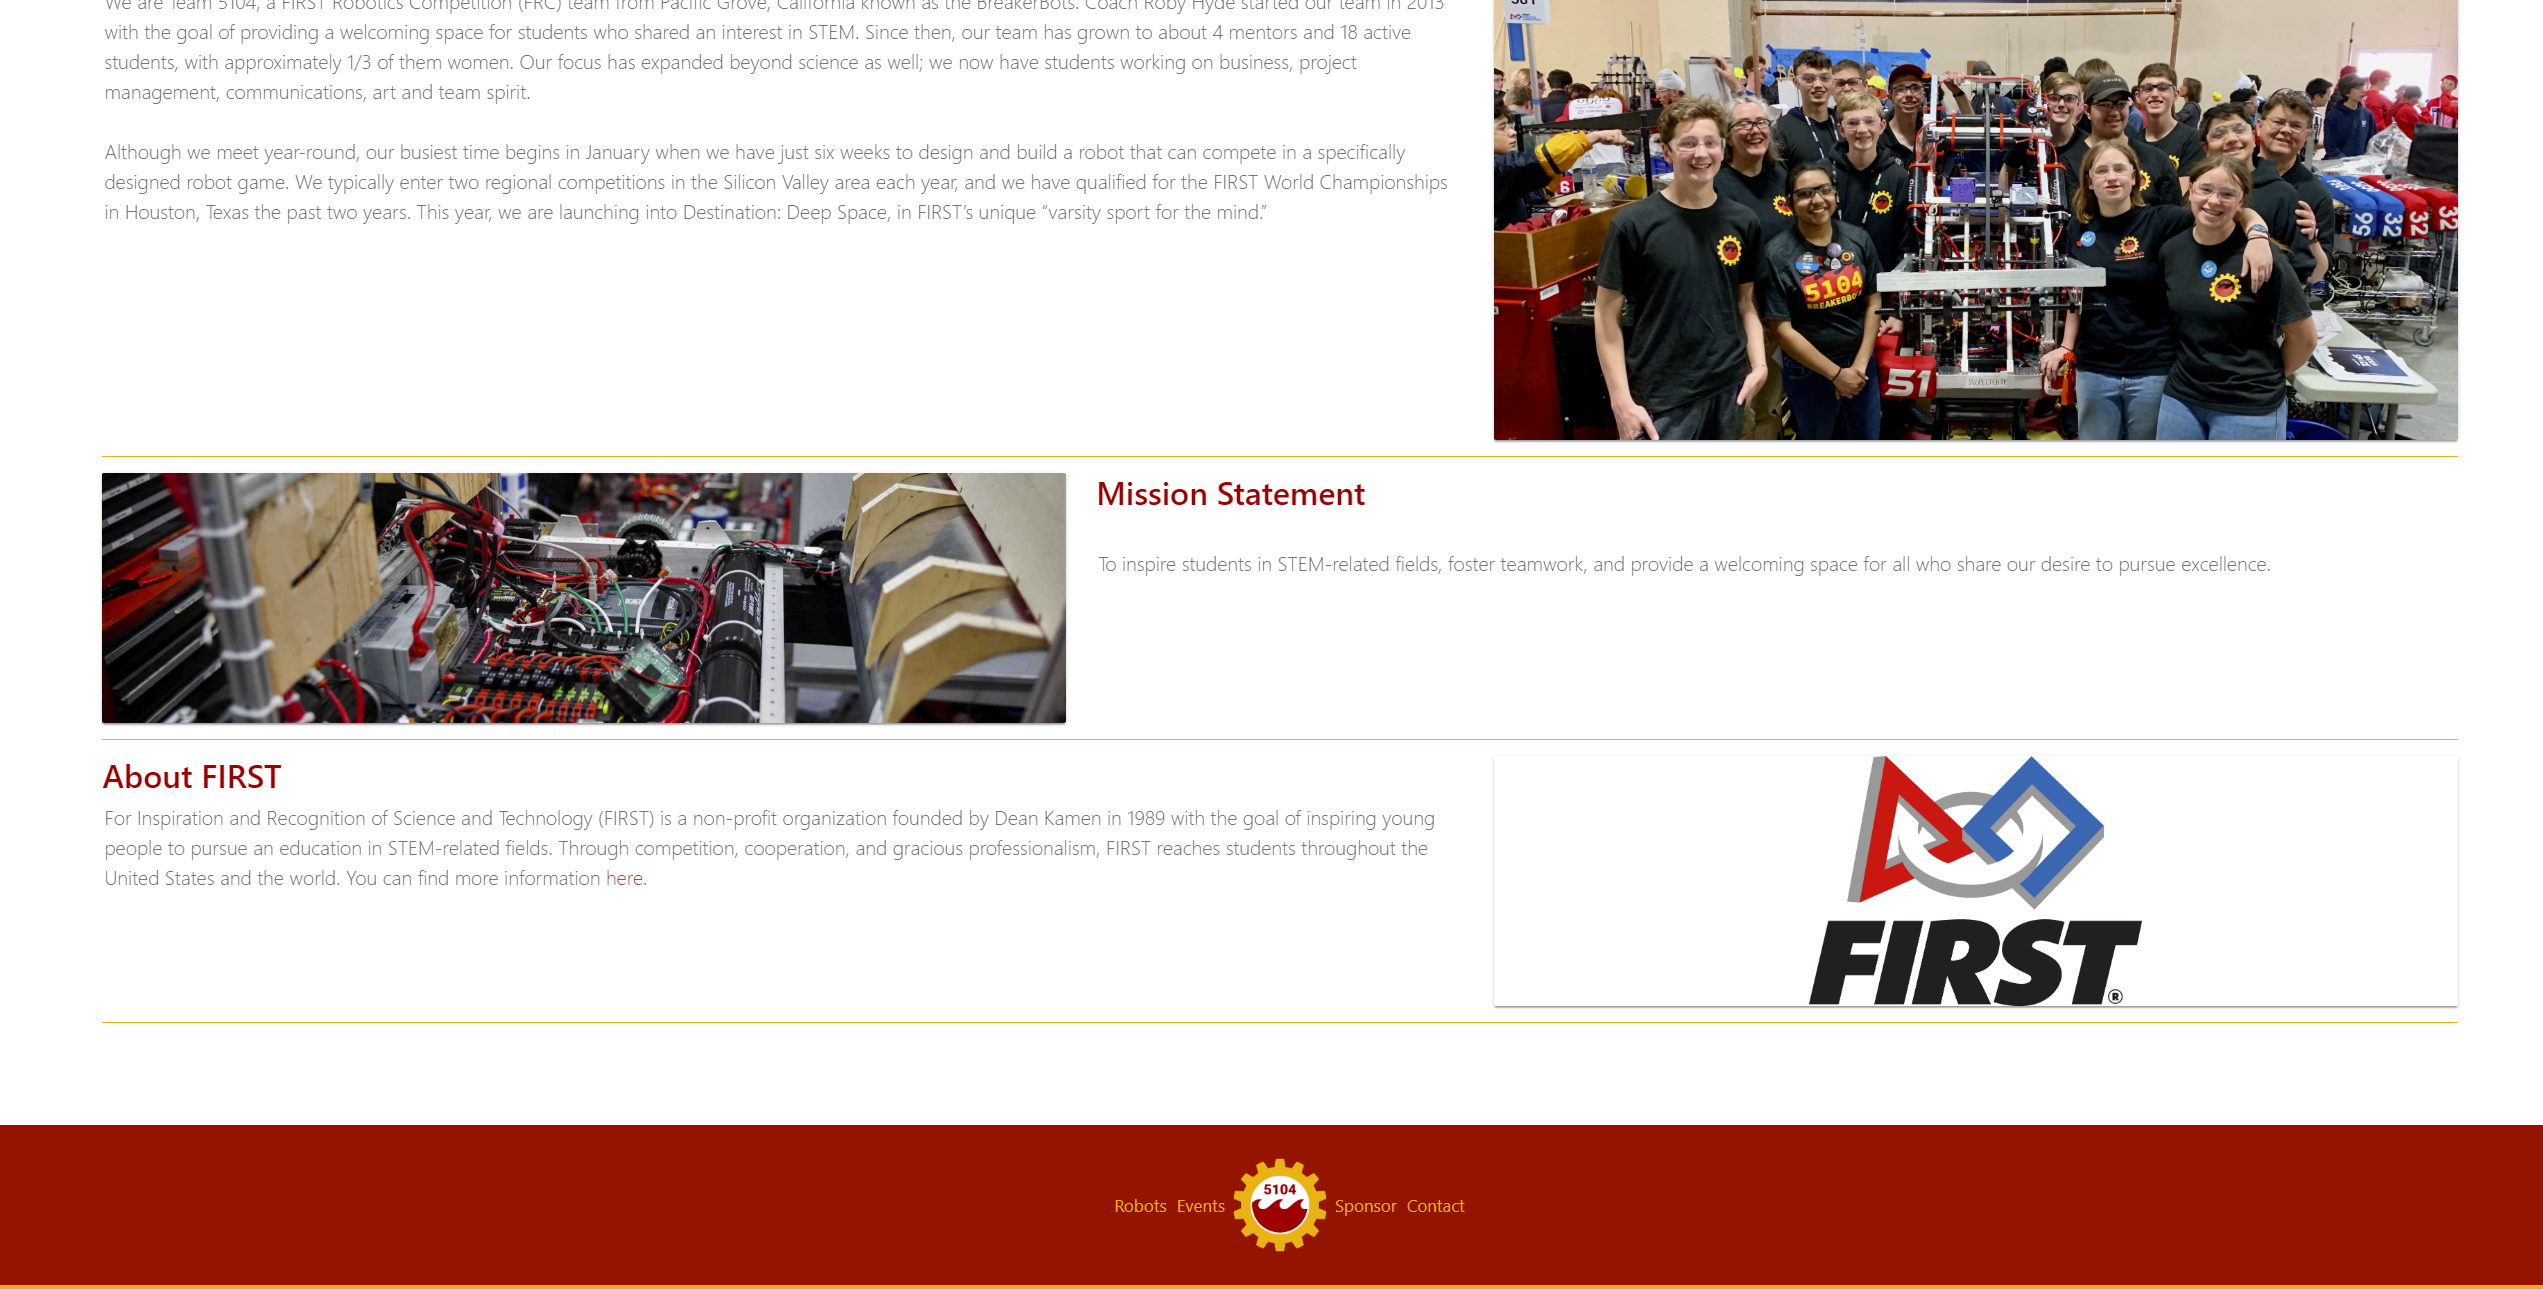 We are Team 5104, a FIRST Robotics Competition (FRC) team from Pacific Grove, California known as the BreakerBots. Coach Roby Hyde started our team in 2013
with the goal of providing a welcoming space for students who shared an interest in STEM. Since then, our team has grown to about 4 mentors and 18 active
students, with approximately 1/3 of them women. Our focus has expanded beyond science as well; we now have students working on business, project
management, communications, art and team spirit.
Although we meet year-round, our busiest time begins in January when we have just six weeks to design and build a robot that can compete in a specifically
designed robot game. We typically enter two regional competitions in the Silicon Valley area each year, and we have qualified for the FIRST World Championships
in Houston, Texas the past two years. This year, we are launching into Destination: Deep Space, in FIRST’s unique “varsity sport for the mind.”
5104
BREAKERBO
51
32
32
Mission Statement
To inspire students in STEM-related fields, foster teamwork, and provide a welcoming space for all who share our desire to pursue excellence.
About FIRST
For Inspiration and Recognition of Science and Technology (FIRST) is a non-profit organization founded by Dean Kamen in 1989 with the goal of inspiring young
people to pursue an education in STEM-related fields. Through competition, cooperation, and gracious professionalism, FIRST reaches students throughout the
United States and the world. You can find more information here.
FIRST®
Robots Events 5104 Sponsor Contact